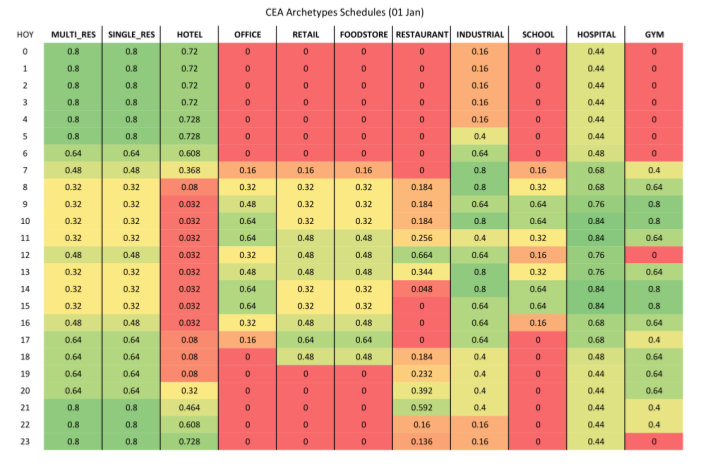 CEA Archetypes Schedules (01 Jan)
HOY MULTI_RES SINGLE_RES HOTEL OFFICE RETAIL FOODSTORE RESTAURANT INDUSTRIAL SCHOOL HOSPITAL GYM
0 0.8 0.8 0.72 0 0 0 0 0.16 0 0.44 0
1 0.8 0.8 0.72 0 0 0 0 0.16 0 0.44 0
2 0.8 0.8 0.72 0 0 0 0 0.16 0 0.44 0
3 0.8 0.8 0.72 0 0 0 0 0.16 0 0.44 0
4 0.8 0.8 0.728 0 0 0 0 0.16 0 0.44 0
5 0.8 0.8 0.728 0 0 0 0 0.4 0 0.44 0
6 0.64 0.64 0.608 0 0 0 0 0.64 0 0.48 0
7 0.48 0.48 0.368 0.16 0.16 0.16 0 0.8 0.16 0.68 0.4
8 0.32 0.32 0.08 0.32 0.32 0.32 0.184 0.8 0.32 0.68 0.64
9 0.32 0.32 0.032 0.48 0.32 0.32 0.184 0.64 0.64 0.76 0.8
10 0.32 0.32 0.032 0.64 0.32 0.32 0.184 0.8 0.64 0.84 0.8
11 0.32 0.32 0.032 0.64 0.48 0.48 0.256 0.4 0.32 0.84 0.64
12 0.48 0.48 0.032 0.32 0.48 0.48 0.664 0.64 0.16 0.76 0
13 0.32 0.32 0.032 0.48 0.48 0.48 0.344 0.8 0.32 0.76 0.64
14 0.32 0.32 0.032 0.64 0.32 0.32 0.048 0.8 0.64 0.84 0.8
15 0.32 0.32 0.032 0.64 0.32 0.32 0 0.64 0.64 0.84 0.8
16 0.48 0.48 0.032 0.32 0.48 0.48 0 0.64 0.16 0.68 0.64
17 0.64 0.64 0.08 0.16 0.64 0.64 0 0.64 0 0.68 0.4
18 0.64 0.64 0.08 0 0.48 0.48 0.184 0.4 0 0.48 0.64
19 0.64 0.64 0.08 0 0 0 0.232 0.4 0 0.44 0.64
20 0.64 0.64 0.32 0 0 0 0.392 0.4 0 0.44 0.64
21 0.8 0.8 0.464 0 0 0 0.592 0.4 0 0.44 0.4
22 0.8 0.8 0.608 0 0 0 0.16 0.16 0 0.44 0.4
23 0.8 0.8 0.728 0 0 0 0.136 0.16 0 0.44 0